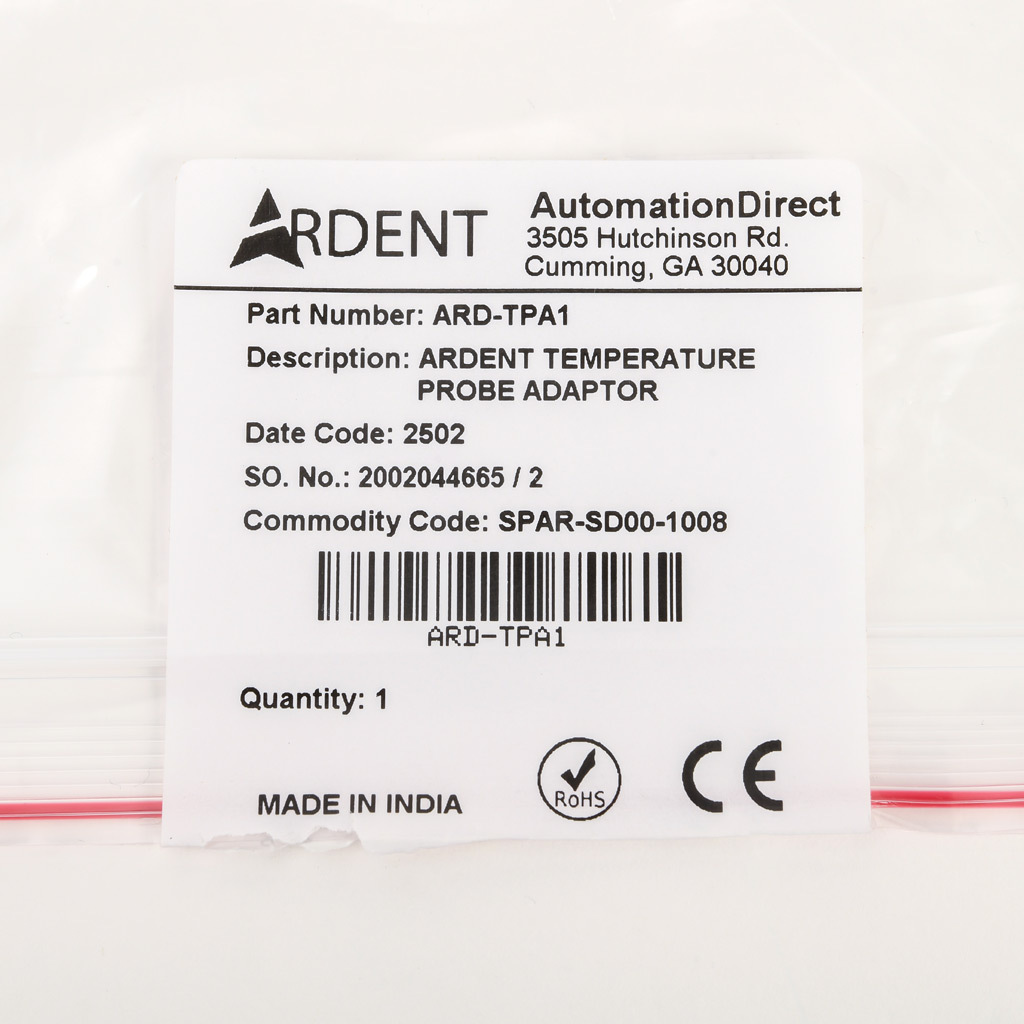 ARDENT
AutomationDirect
3505 Hutchinson Rd.
Cumming, GA 30040
Part Number: ARD-TPA1
Description: ARDENT TEMPERATURE
PROBE ADAPTOR
Date Code: 2502
SO. No.: 2002044665 / 2
Commodity Code: SPAR-SD00-1008
ARD-TPA1
Quantity: 1
MADE IN INDIA
RoHS
CE